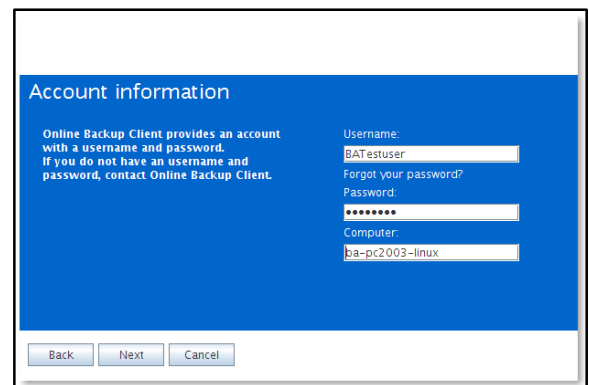 Account information
Online Backup Client provides an account
with a username and password.
If you do not have an username and
password, contact Online Backup Client.
Username:
BATestuser
Forgot your password?
Password:
••••••••
Computer:
ba-pc2003-linux
Back Next Cancel